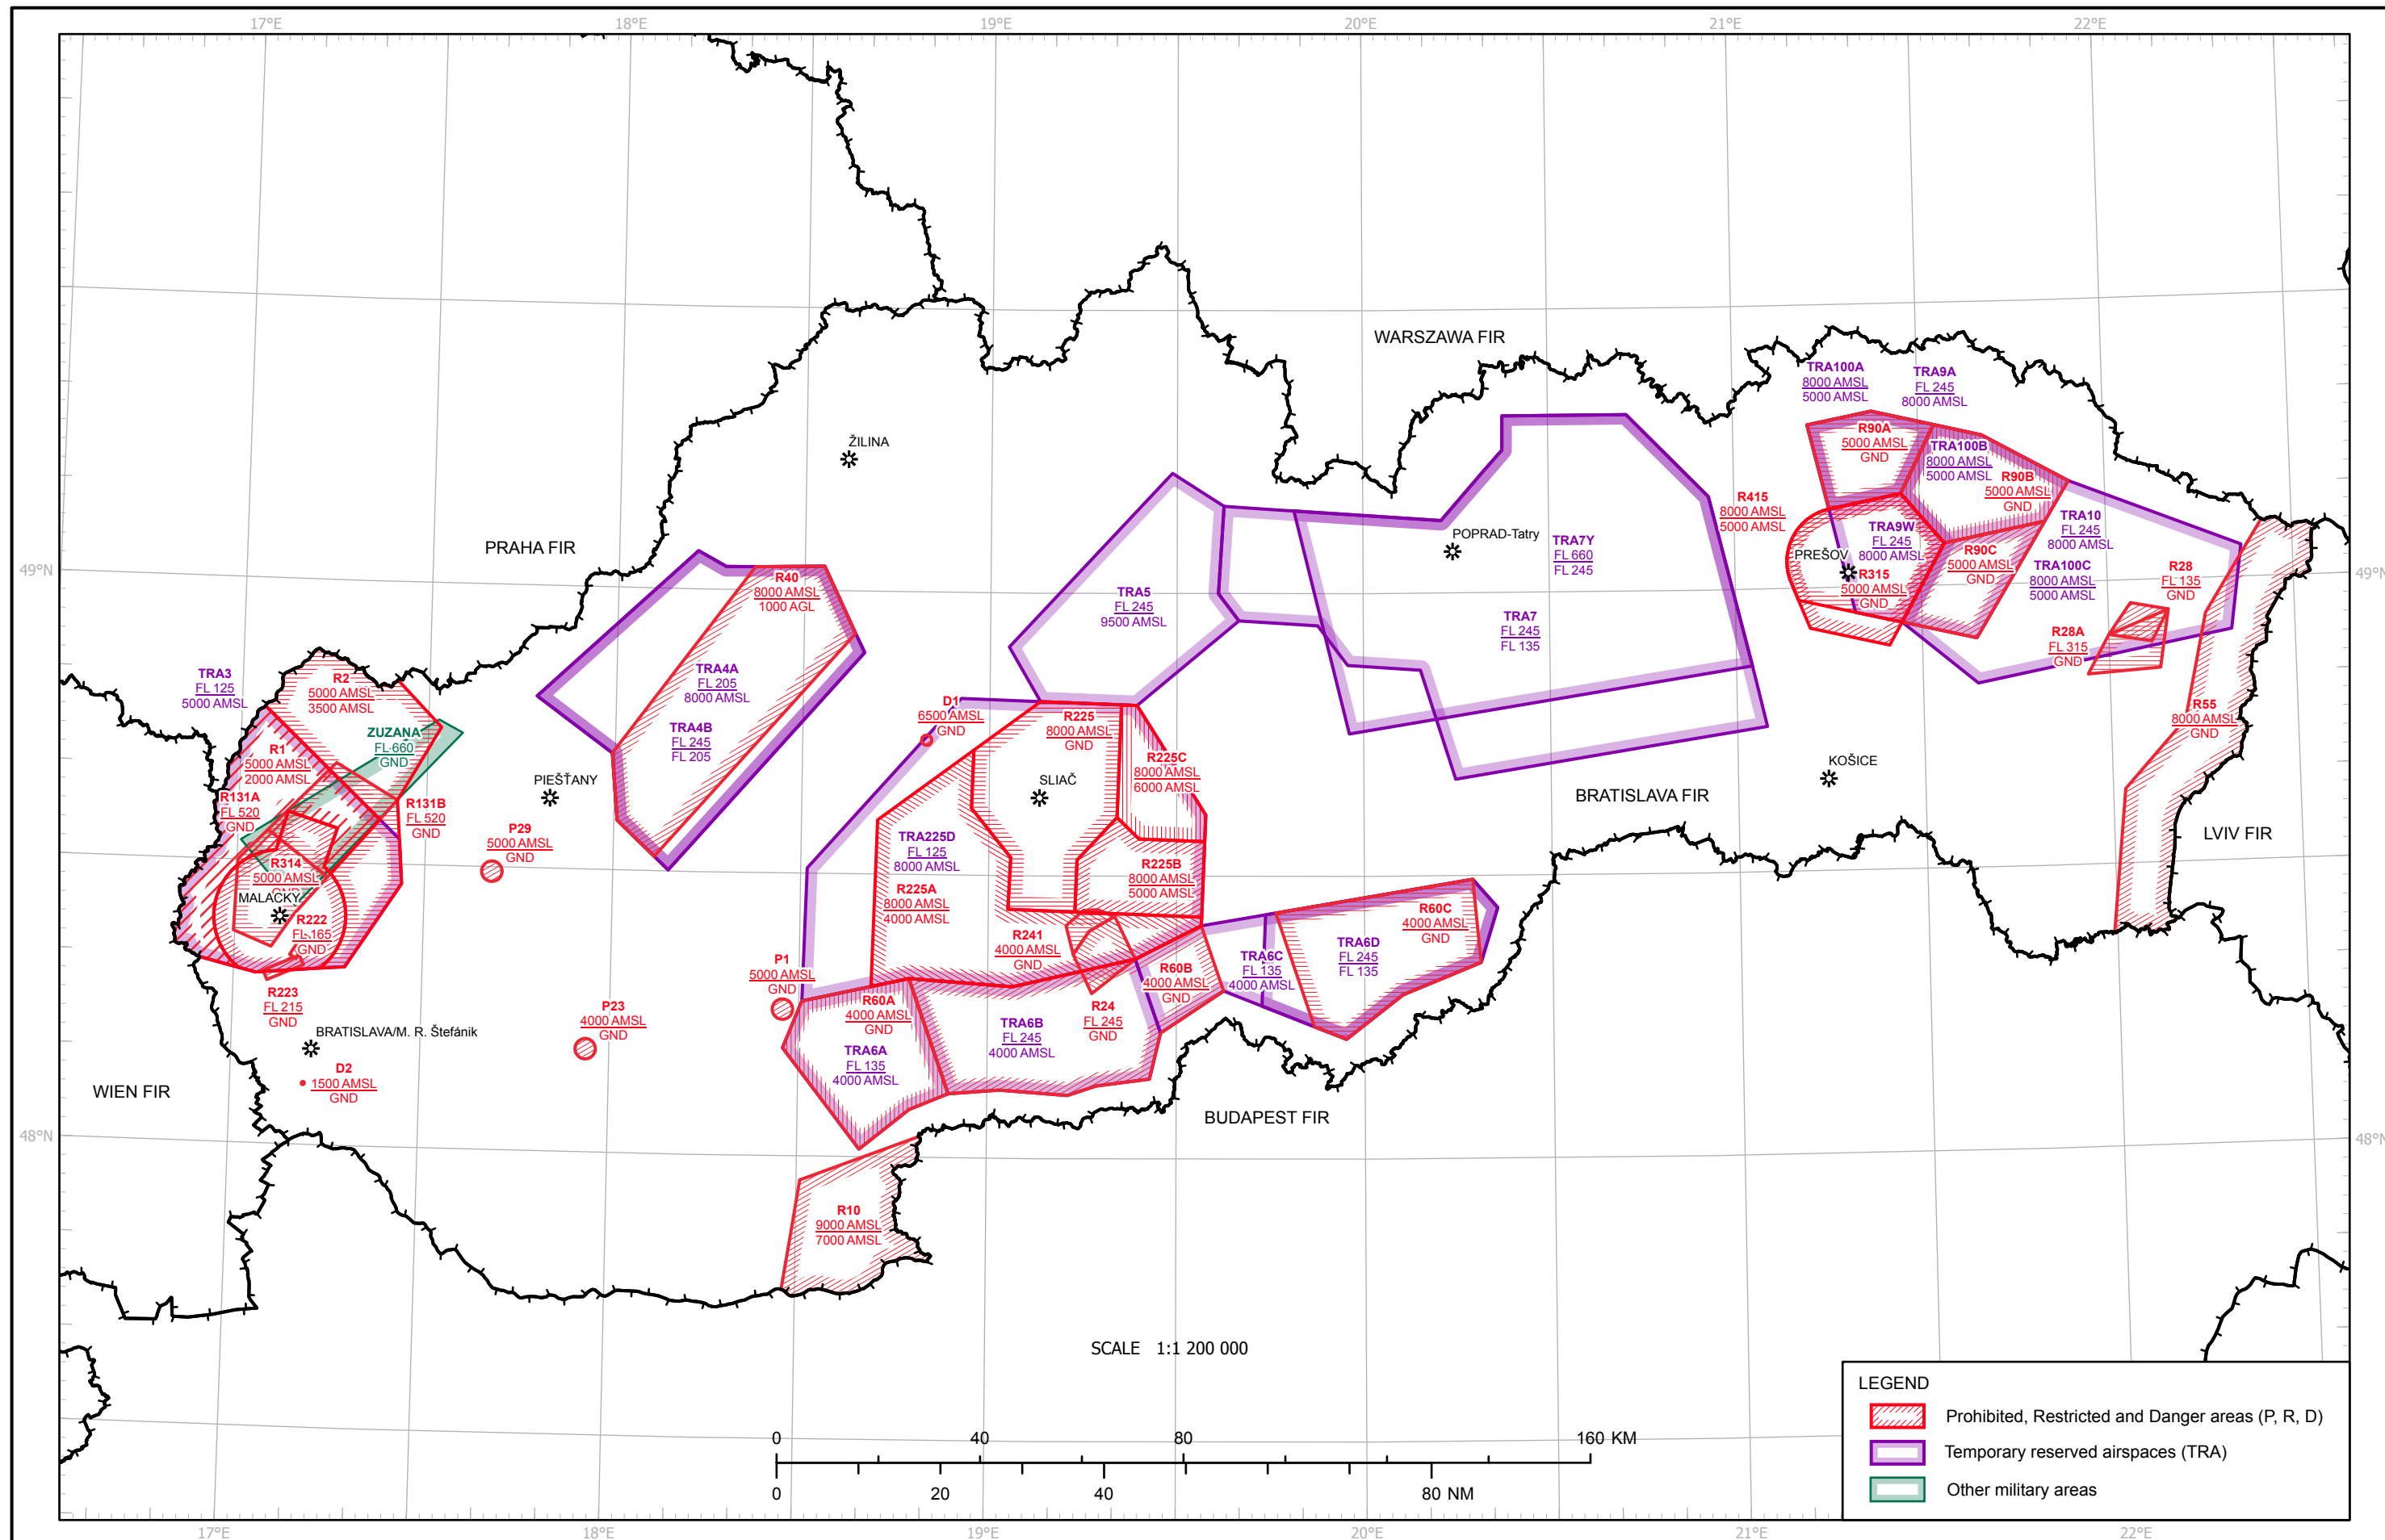 17°E
18°E
19°E
20°E
21°E
22°E
WARSZAWA FIR
TRA100A
8000 AMSL
5000 AMSL
TRA9A
FL 245
8000 AMSL
ŽILINA
R90A
5000 AMSL
GND
TRA100B
8000 AMSL
5000 AMSL
R90B
5000 AMSL
GND
R415
8000 AMSL
5000 AMSL
TRA10
FL 245
8000 AMSL
PRAHA FIR
POPRAD-Tatry
TRA7Y
FL 660
FL 245
TRA9W
FL 245
8000 AMSL
PREŠOV
R90C
5000 AMSL
GND
R315
5000 AMSL
GND
TRA100C
8000 AMSL
5000 AMSL
R28
FL 135
GND
49°N
49°N
R40
8000 AMSL
1000 AGL
TRA5
FL 245
9500 AMSL
TRA7
FL 245
FL 135
R28A
FL 315
GND
TRA3
FL 125
5000 AMSL
R2
5000 AMSL
3500 AMSL
TRA4A
FL 205
8000 AMSL
TRA4B
FL 245
FL 205
D1
6500 AMSL
GND
R225
8000 AMSL
GND
R55
8000 AMSL
GND
ZUZANA
FL 660
GND
R1
5000 AMSL
2000 AMSL
R225C
8000 AMSL
6000 AMSL
PIEŠŤANY
SLIAČ
KOŠICE
BRATISLAVA FIR
R131A
FL 520
GND
R131B
FL 520
GND
P29
5000 AMSL
GND
TRA225D
FL 125
8000 AMSL
LVIV FIR
R314
5000 AMSL
GND
R225B
8000 AMSL
5000 AMSL
R225A
8000 AMSL
4000 AMSL
MALACKY
R222
FL 165
GND
R60C
4000 AMSL
GND
R241
4000 AMSL
GND
TRA6C
FL 135
4000 AMSL
TRA6D
FL 245
FL 135
P1
5000 AMSL
GND
R60B
4000 AMSL
GND
R223
FL 215
GND
P23
4000 AMSL
GND
R60A
4000 AMSL
GND
R24
FL 245
GND
BRATISLAVA/M. R. Štefánik
TRA6B
FL 245
4000 AMSL
TRA6A
FL 135
4000 AMSL
D2
1500 AMSL
GND
WIEN FIR
BUDAPEST FIR
48°N
48°N
R10
9000 AMSL
7000 AMSL
SCALE 1:1 200 000
0 40 80 160 KM
0 20 40 80 NM
LEGEND
Prohibited, Restricted and Danger areas (P, R, D)
Temporary reserved airspaces (TRA)
Other military areas
17°E
18°E
19°E
20°E
21°E
22°E